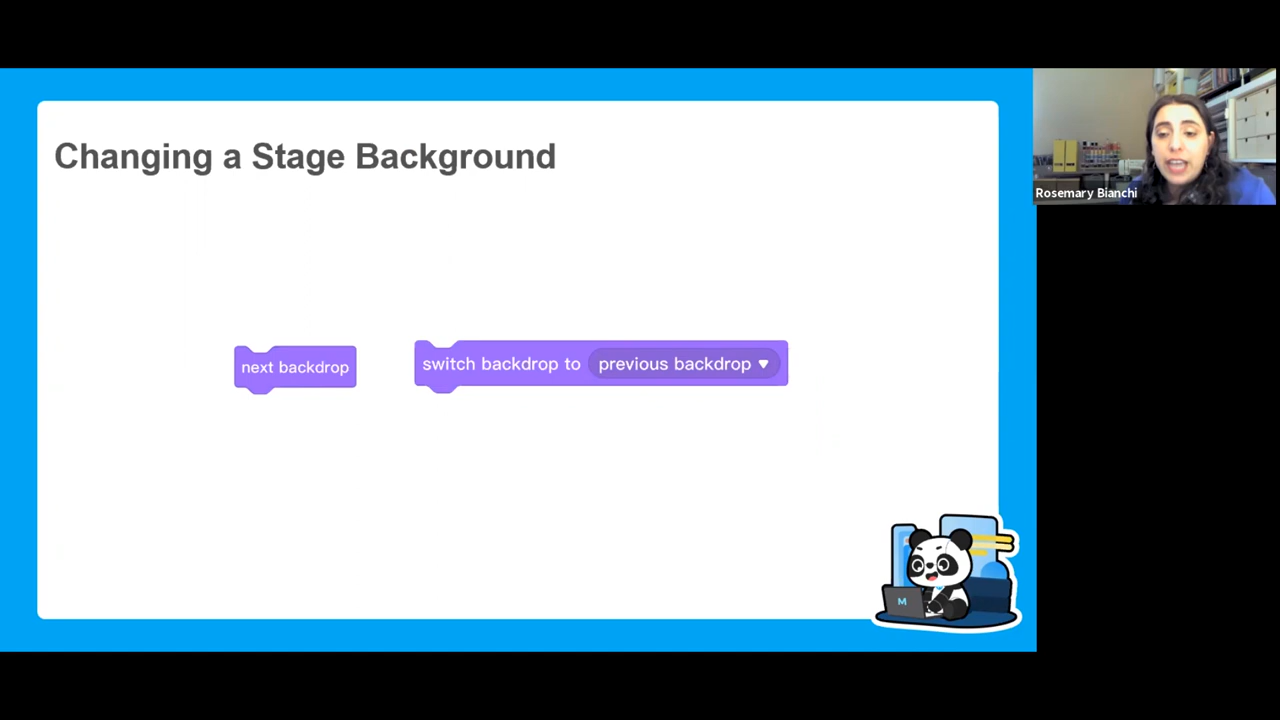 Changing a Stage Background
Rosemary Bianchi
next backdrop
switch backdrop to previous backdrop
M